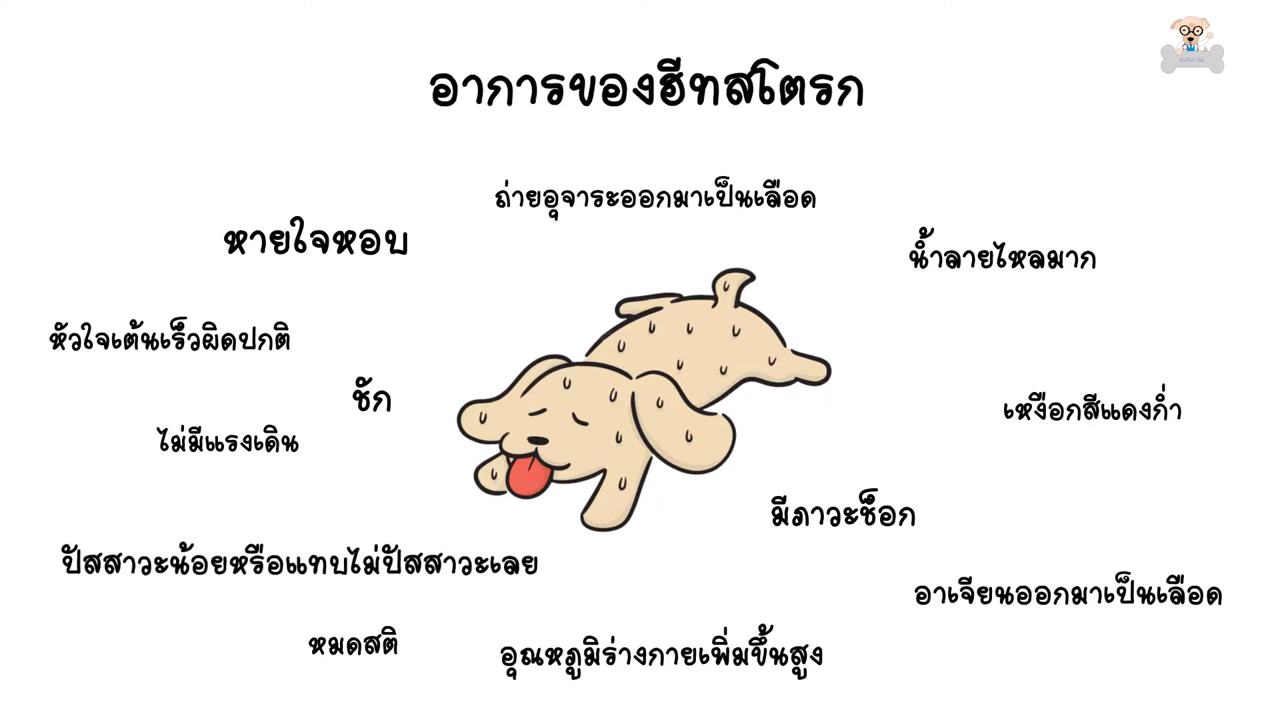 อาการของฮีทสโตรก
ถ่ายอุจาระออกมาเป็นเลือด
หายใจหอบ
น้ำลายไหลมาก
หัวใจเต้นเร็วผิดปกติ
ชัก
เหงือกสีแดงก่ำ
ไม่มีแรงเดิน
มีภาวะช็อก
ปัสสาวะน้อยหรือแทบไม่ปัสสาวะเลย
อาเจียนออกมาเป็นเลือด
หมดสติ
อุณหภูมิร่างกายเพิ่มขึ้นสูง